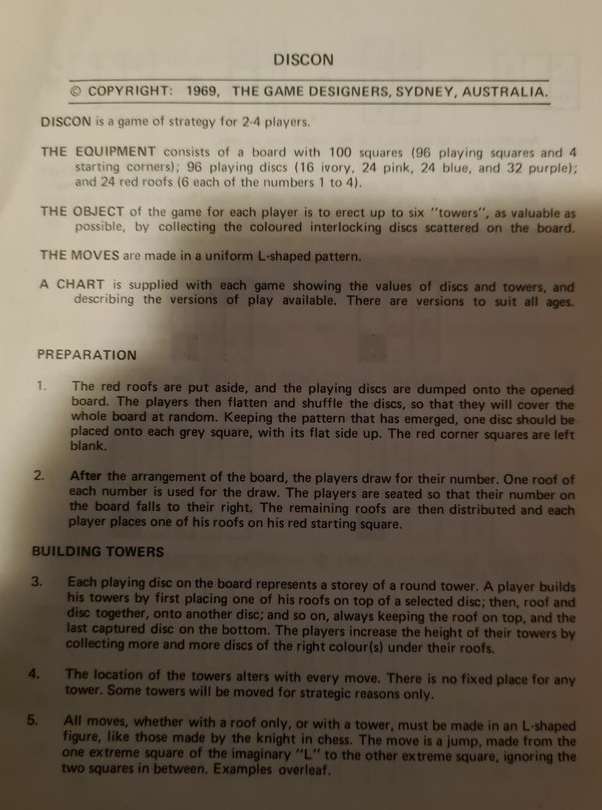 DISCON
© COPYRIGHT: 1969, THE GAME DESIGNERS, SYDNEY, AUSTRALIA.
DISCON is a game of strategy for 2-4 players.
THE EQUIPMENT consists of a board with 100 squares (96 playing squares and 4
starting corners); 96 playing discs (16 ivory, 24 pink, 24 blue, and 32 purple);
and 24 red roofs (6 each of the numbers 1 to 4).
THE OBJECT of the game for each player is to erect up to six "towers", as valuable as
possible, by collecting the coloured interlocking discs scattered on the board.
THE MOVES are made in a uniform L-shaped pattern.
A CHART is supplied with each game showing the values of discs and towers, and
describing the versions of play available. There are versions to suit all ages.
PREPARATION
1. The red roofs are put aside, and the playing discs are dumped onto the opened
board. The players then flatten and shuffle the discs, so that they will cover the
whole board at random. Keeping the pattern that has emerged, one disc should be
placed onto each grey square, with its flat side up. The red corner squares are left
blank.
2. After the arrangement of the board, the players draw for their number. One roof of
each number is used for the draw. The players are seated so that their number on
the board falls to their right. The remaining roofs are then distributed and each
player places one of his roofs on his red starting square.
BUILDING TOWERS
3. Each playing disc on the board represents a storey of a round tower. A player builds
his towers by first placing one of his roofs on top of a selected disc; then, roof and
disc together, onto another disc; and so on, always keeping the roof on top, and the
last captured disc on the bottom. The players increase the height of their towers by
collecting more and more discs of the right colour(s) under their roofs.
4. The location of the towers alters with every move. There is no fixed place for any
tower. Some towers will be moved for strategic reasons only.
5. All moves, whether with a roof only, or with a tower, must be made in an L-shaped
figure, like those made by the knight in chess. The move is a jump, made from the
one extreme square of the imaginary "L" to the other extreme square, ignoring the
two squares in between. Examples overleaf.